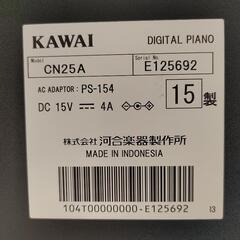 KAWAI DIGITAL PIANO
Model Serial No.
CN25A E125692
AC ADAPTOR: PS-154
DC 15V ⎓ 4A 15 製
株式会社 河合楽器製作所
MADE IN INDONESIA
104T00000000-E125692
I3